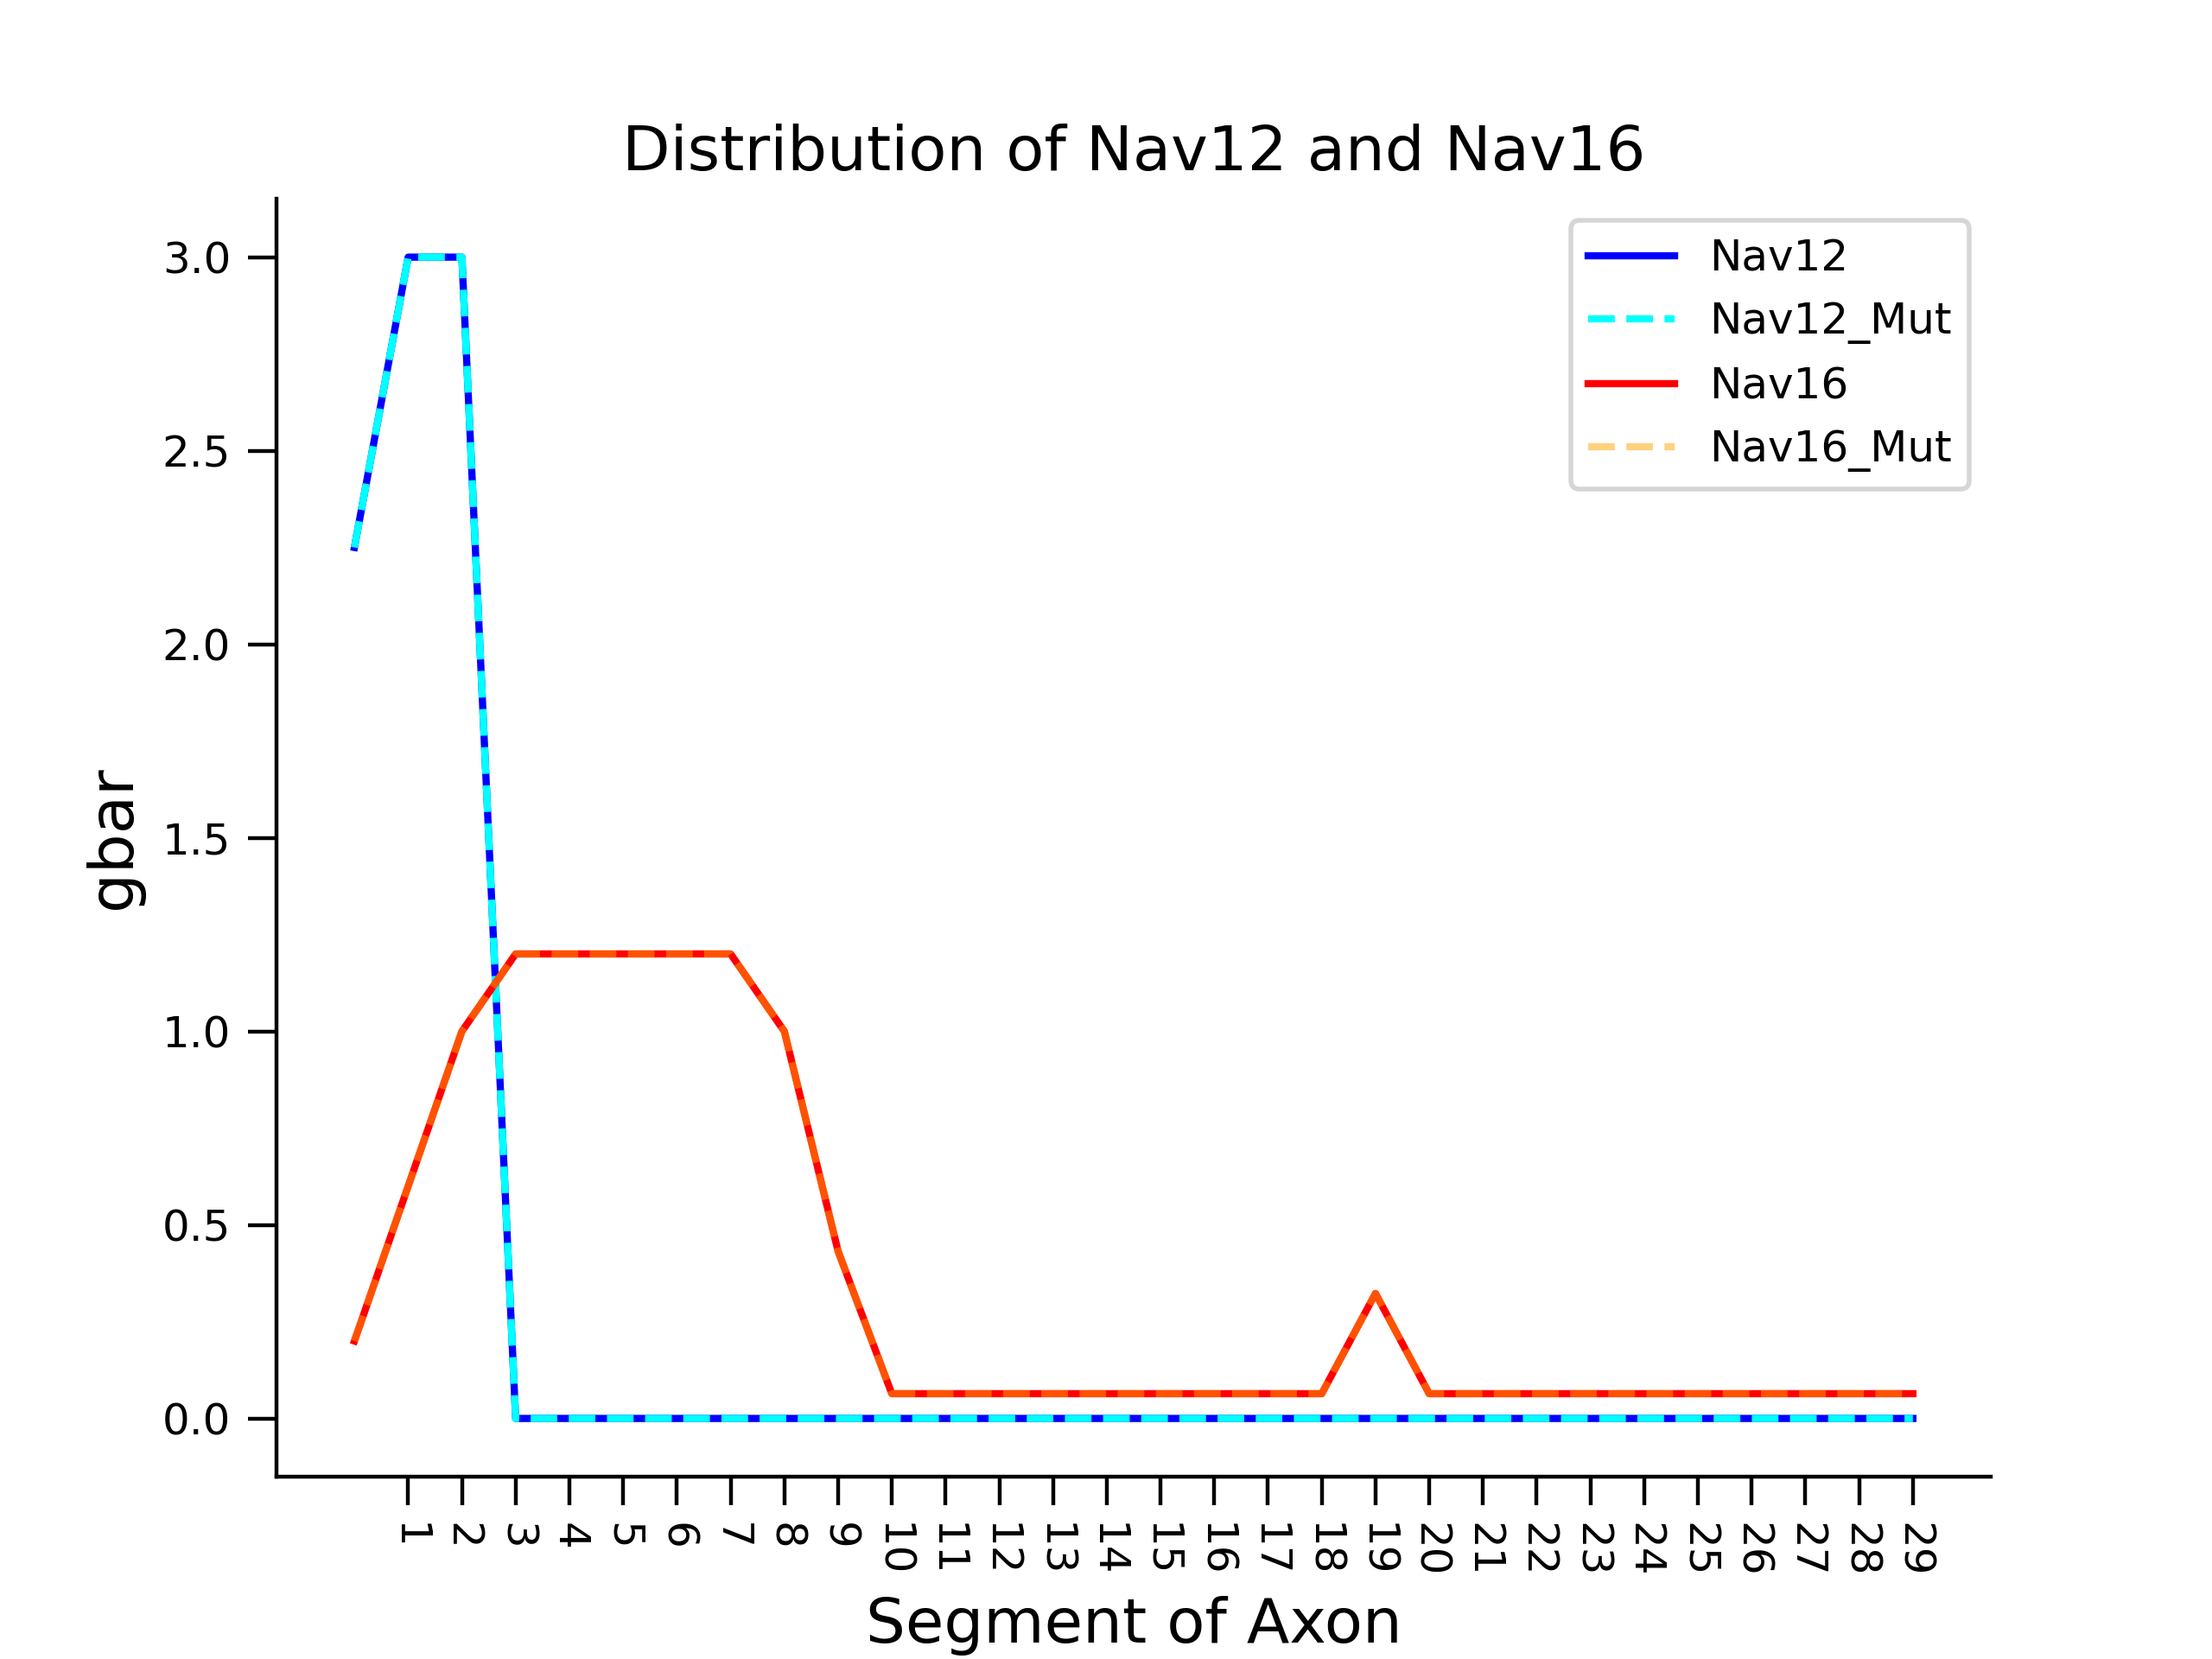 Distribution of Nav12 and Nav16
Nav12
Nav12_Mut
Nav16
Nav16_Mut
gbar
3.0
2.5
2.0
1.5
1.0
0.5
0.0
1 2 3 4 5 6 7 8 9 10 11 12 13 14 15 16 17 18 19 20 21 22 23 24 25 26 27 28 29
Segment of Axon